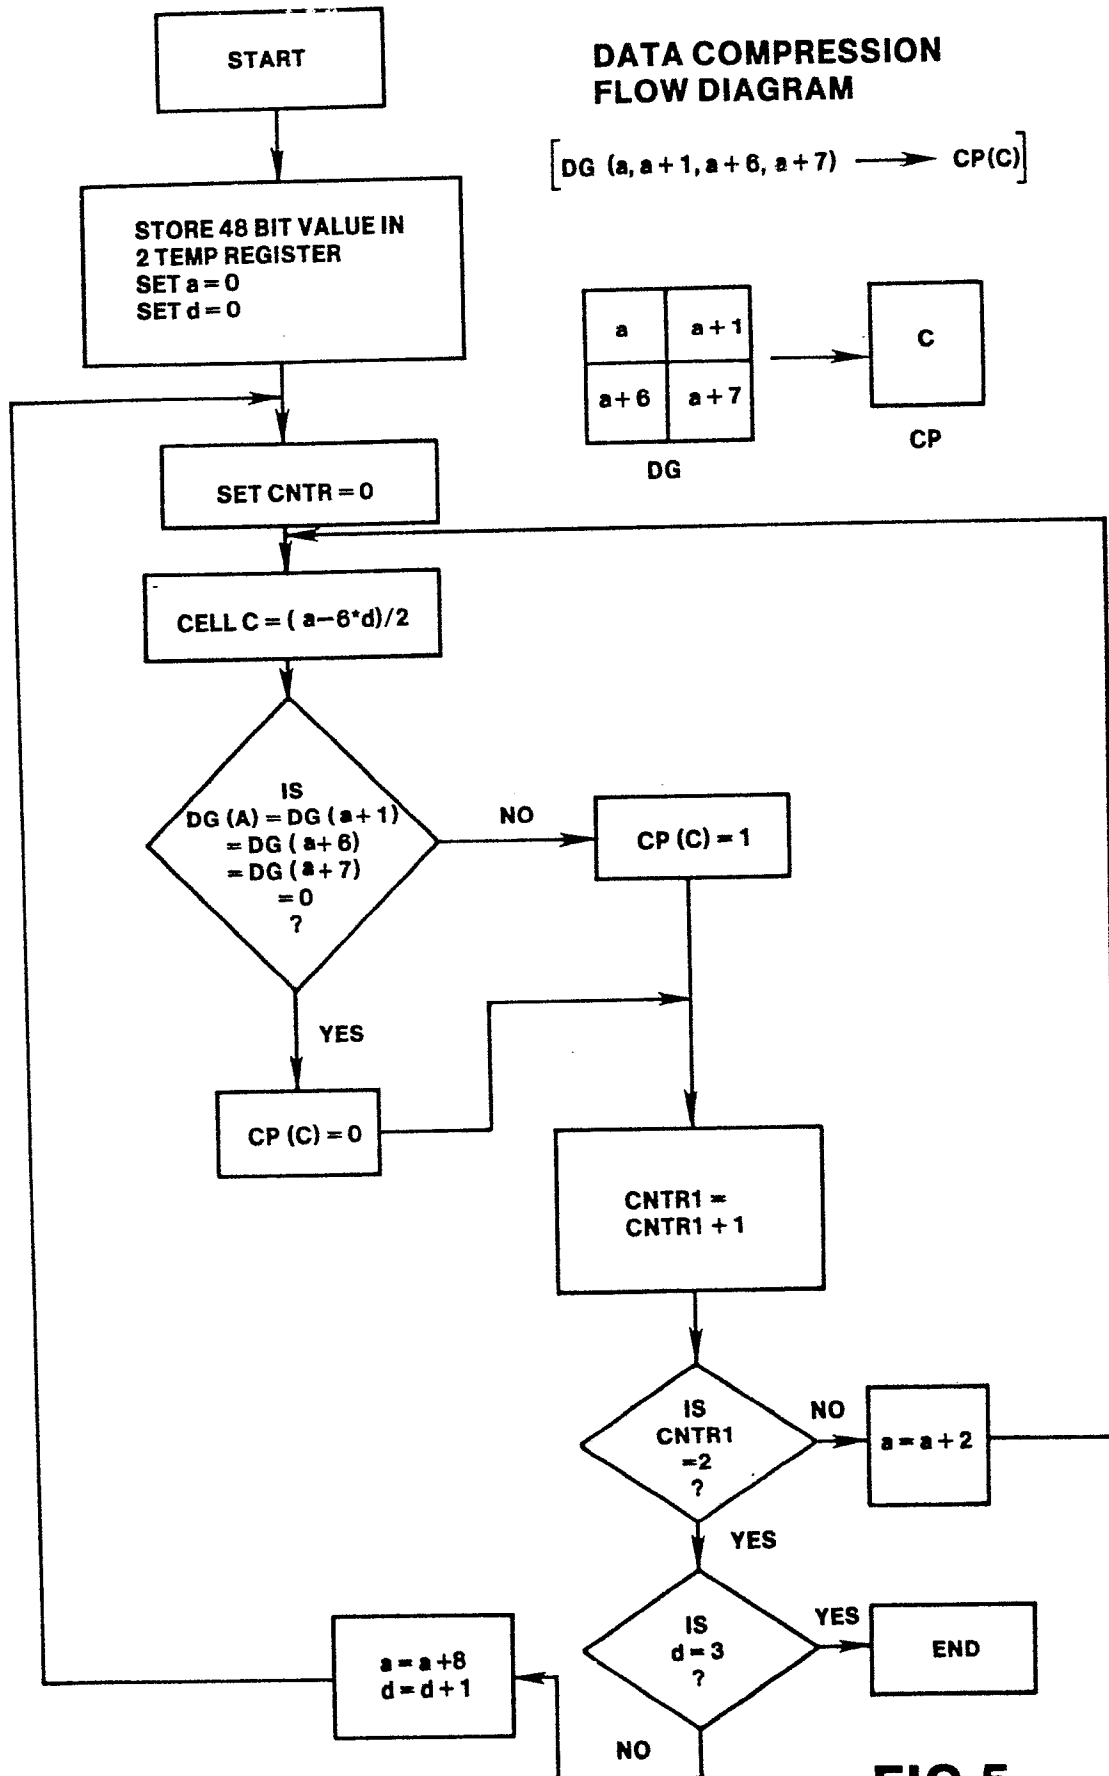 START
DATA COMPRESSION
FLOW DIAGRAM
[DG (a, a + 1, a + 6, a + 7) → CP(C)]
STORE 48 BIT VALUE IN
2 TEMP REGISTER
SET a = 0
SET d = 0
a
a + 1
a + 6
a + 7
DG
C
CP
SET CNTR = 0
CELL C = ( a–6*d)/2
IS
DG (A) = DG ( a + 1)
= DG ( a + 6)
= DG ( a + 7)
= 0
?
NO
CP (C) = 1
YES
CP (C) = 0
CNTR1 =
CNTR1 + 1
IS
CNTR1
=2
?
NO
a = a + 2
YES
IS
d = 3
?
YES
END
a = a +8
d = d + 1
NO
FIG 5